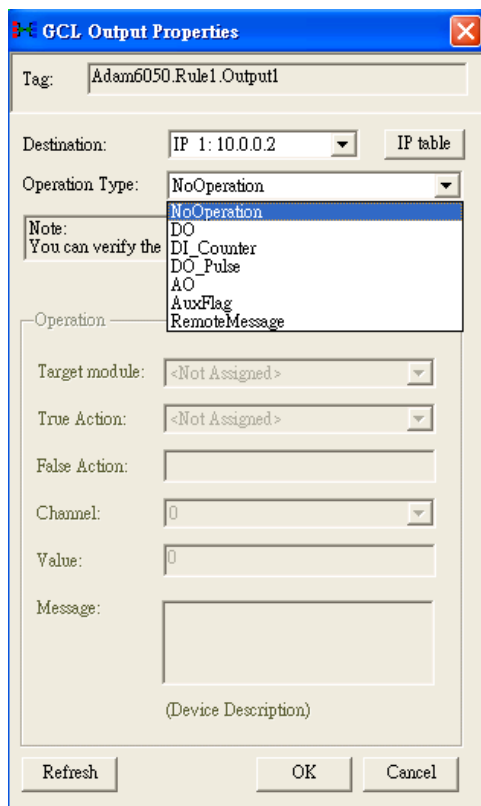 GCL Output Properties
Tag: Adam6050.Rule1.Output1
Destination: IP 1: 10.0.0.2 IP table
Operation Type: NoOperation
NoOperation
DO
DI_Counter
DO_Pulse
AO
AuxFlag
RemoteMessage
Note:
You can verify the
Operation
Target module: <Not Assigned>
True Action: <Not Assigned>
False Action:
Channel: 0
Value: 0
Message:
(Device Description)
Refresh OK Cancel